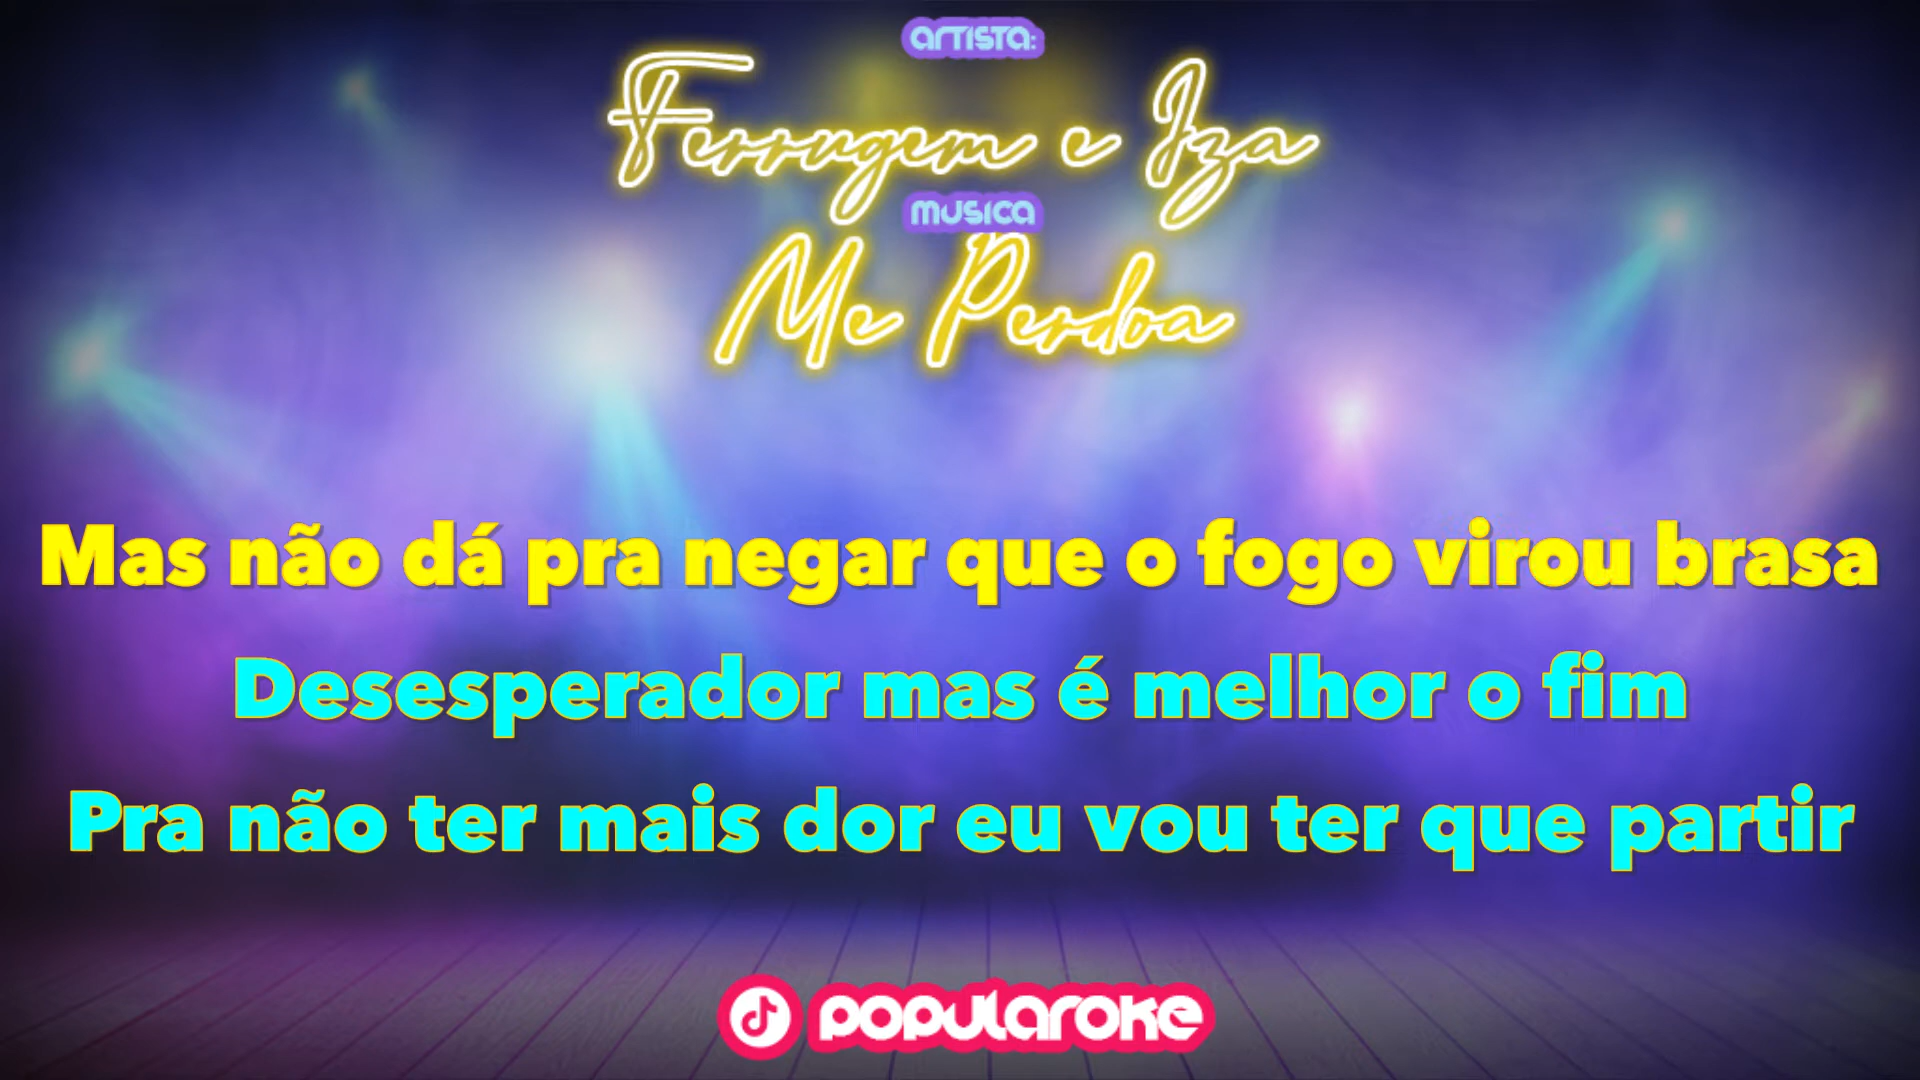 ARTISTA:
Ferrugem e Iza
MUSICA
Me Perdoa
Mas não dá pra negar que o fogo virou brasa
Desesperador mas é melhor o fim
Pra não ter mais dor eu vou ter que partir
POPULAROKE